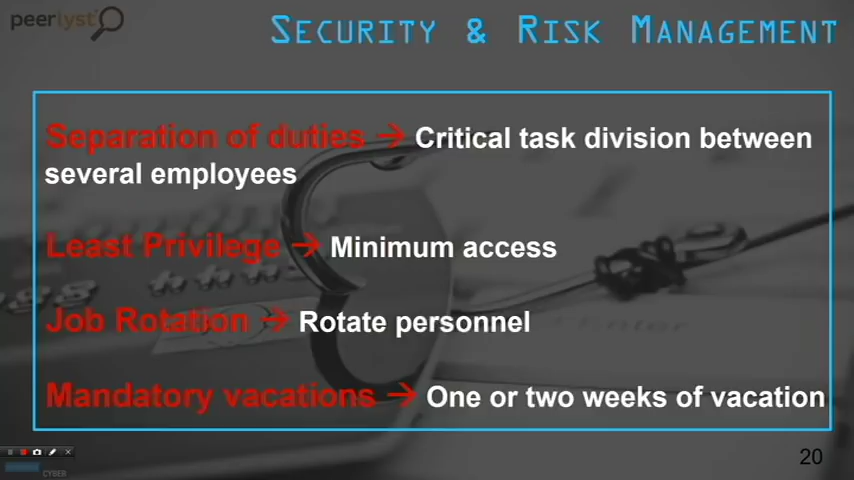 peerlyst
SECURITY & RISK MANAGEMENT
Separation of duties → Critical task division between
several employees
Least Privilege → Minimum access
Job Rotation → Rotate personnel
Mandatory vacations → One or two weeks of vacation
20
CYBER